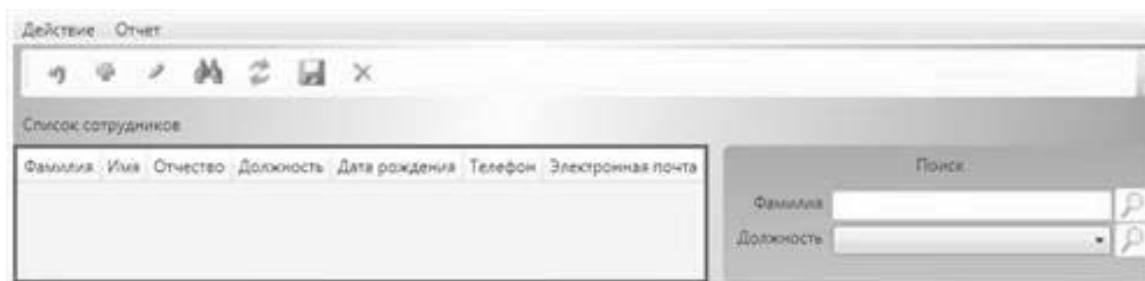 Действие Отчет
Список сотрудников
Фамилия Имя Отчество Должность Дата рождения Телефон Электронная почта
Поиск
Фамилия
Должность